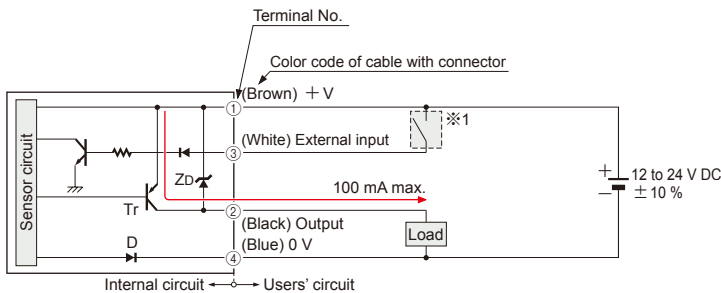 Terminal No.
Color code of cable with connector
(Brown) +V
1
※1
(White) External input
3
Sensor circuit
ZD
100 mA max.
+
12 to 24 V DC
−
±10 %
Tr
2
(Black) Output
Load
(Blue) 0 V
D
4
Internal circuit
Users' circuit